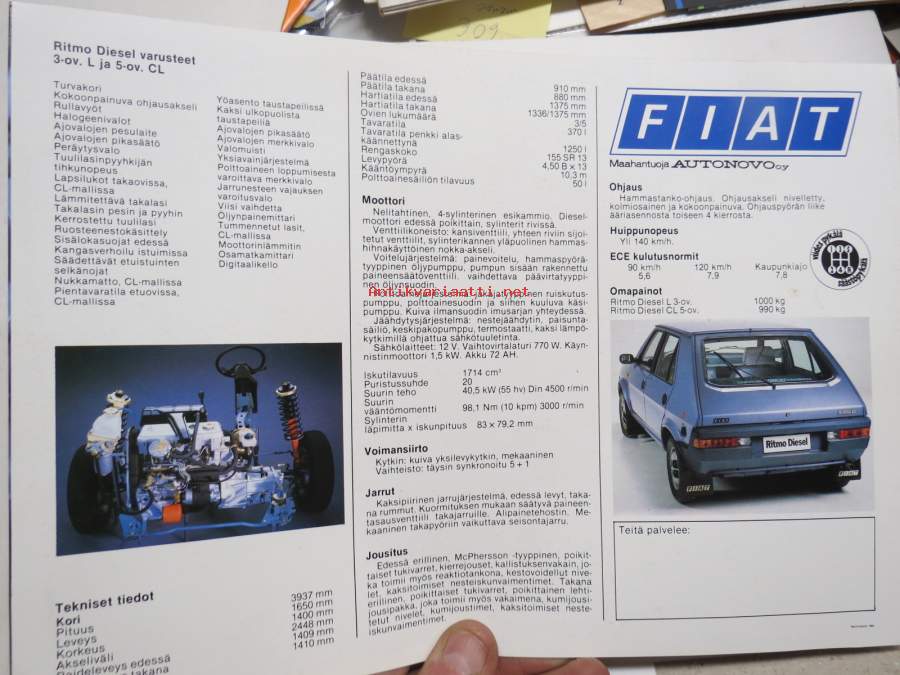 Ritmo Diesel varusteet
3-ov. L ja 5-ov. CL
Turvakori
Kokoonpainuva ohjausakseli
Rullavyöt
Halogeenivalot
Ajovalojen pesulaite
Ajovalojen pikasäätö
Peräytysvalo
Tuulilasinpyyhkijän
tihkunopeus
Lapsilukot takaovissa,
CL-mallissa
Lämmitettävä takalasi
Takalasin pesin ja pyyhin
Kerrostettu tuulilasi
Ruosteenestokäsittely
Sisälokasuojat edessä
Kangasverhoilu istuimissa
Säädettävät etuistuinten
selkänojat
Nukkamatto, CL-mallissa
Pientavaratila etuovissa,
CL-mallissa
Yöasento taustapeilissä
Kaksi ulkopuolista
taustapeiliä
Ajovalojen pikasäätö
Ajovalojen merkkivalo
Valomuisti
Yksiavainjärjestelmä
Polttoaineen loppumisesta
varoittava merkkivalo
Jarrunesteen vajauksen
varoitusvalo
Viisi vaihdetta
Öljynpainemittari
Tummennetut lasit,
CL-mallissa
Moottorinlämmitin
Osamatkamittari
Digitaalikello
Tekniset tiedot
Kori
Pituus 3937 mm
Leveys 1650 mm
Korkeus 1400 mm
Akseliväli 2448 mm
Raideleveys edessä 1409 mm
takana 1410 mm
Päätila edessä 910 mm
Päätila takana 880 mm
Hartiatila edessä 1375 mm
Hartiatila takana 1336/1375 mm
Ovien lukumäärä 3/5
Tavaratila 370 l
Tavaratila penkki alas-
käännettynä 1250 l
Rengaskoko 155 SR 13
Levypyörä 4,50 B × 13
Kääntympyrä 10,3 m
Polttoainesäiliön tilavuus 50 l
Moottori
Nelitahtinen, 4-sylinterinen esikammio. Diesel-
moottori edessä poikittain, sylinterit rivissä.
Venttiilikoneisto: kansiventtiili, yhteen riviin sijoi-
tetut venttiilit, sylinterikannen yläpuolinen hammas-
hihnakäyttöinen nokka-akseli.
Voitelujärjestelmä: painevoitelu, hammaspyörä-
tyyppinen öljypumppu, pumpun sisään rakennettu
paineensäätöventtiili, vaihdettava päävirtatyyppi-
nen öljynsuodin.
Polttoainejärjestelmä: jakajatyyppinen ruiskutus-
pumppu, polttoainesuodin ja siihen kuuluva käsi-
pumppu. Kuiva ilmansuodin imusarjan yhteydessä.
Jäähdytysjärjestelmä: nestejäähdytin, paisunta-
säiliö, keskipakopumppu, termostaatti, kaksi lämpö-
kytkimillä ohjattua sähkötuuletinta.
Sähkölaitteet: 12 V. Vaihtovirtalaturi 770 W. Käyn-
nistinmoottori 1,5 kW. Akku 72 AH.
Iskutilavuus 1714 cm³
Puristussuhde 20
Suurin teho 40,5 kW (55 hv) Din 4500 r/min
Suurin
vääntömomentti 98,1 Nm (10 kpm) 3000 r/min
Sylinterin
läpimitta x iskunpituus 83 × 79,2 mm
Voimansiirto
Kytkin: kuiva yksilevykytkin, mekaaninen
Vaihteisto: täysin synkronoitu 5 + 1
Jarrut
Kaksipiirinen jarrujärjestelmä, edessä levyt, taka-
na rummut. Kuormituksen mukaan säätyvä paineen-
tasausventtiili takajarruille. Alipainetehostin. Me-
kaaninen takapyöriin vaikuttava seisontajarru.
Jousitus
Edessä erillinen, McPhersson -tyyppinen, poikit-
taiset tukivarret, kierrejouset, kallistuksenvakain, jo-
ka toimii myös reaktiotankona, kestovoidellut nive-
let, kaksitoimiset nesteiskunvaimentimet. Takana
erillinen, poikittaiset tukivarret, poikittainen lehti-
jousipakka, joka toimii myös vakaimena, kumijousi-
tetut nivelet, kumijoustimet, kaksitoimiset neste-
iskunvaimentimet.
antiikvariaatti.net
309
FIAT
Maahantuoja AUTONOVO oy
Ohjaus
Hammastanko-ohjaus. Ohjausakseli nivelletty,
kolmiosainen ja kokoonpainuva. Ohjauspyörän liike
ääriasennosta toiseen 4 kierrosta.
Huippunopeus
Yli 140 km/h.
ECE kulutusnormit
90 km/h 120 km/h Kaupunkiajo
5,6 7,9 7,8
Omapainot
Ritmo Diesel L 3-ov. 1000 kg
Ritmo Diesel CL 5-ov. 990 kg
Ritmo Diesel
FIAT
FIAT
Teitä palvelee: